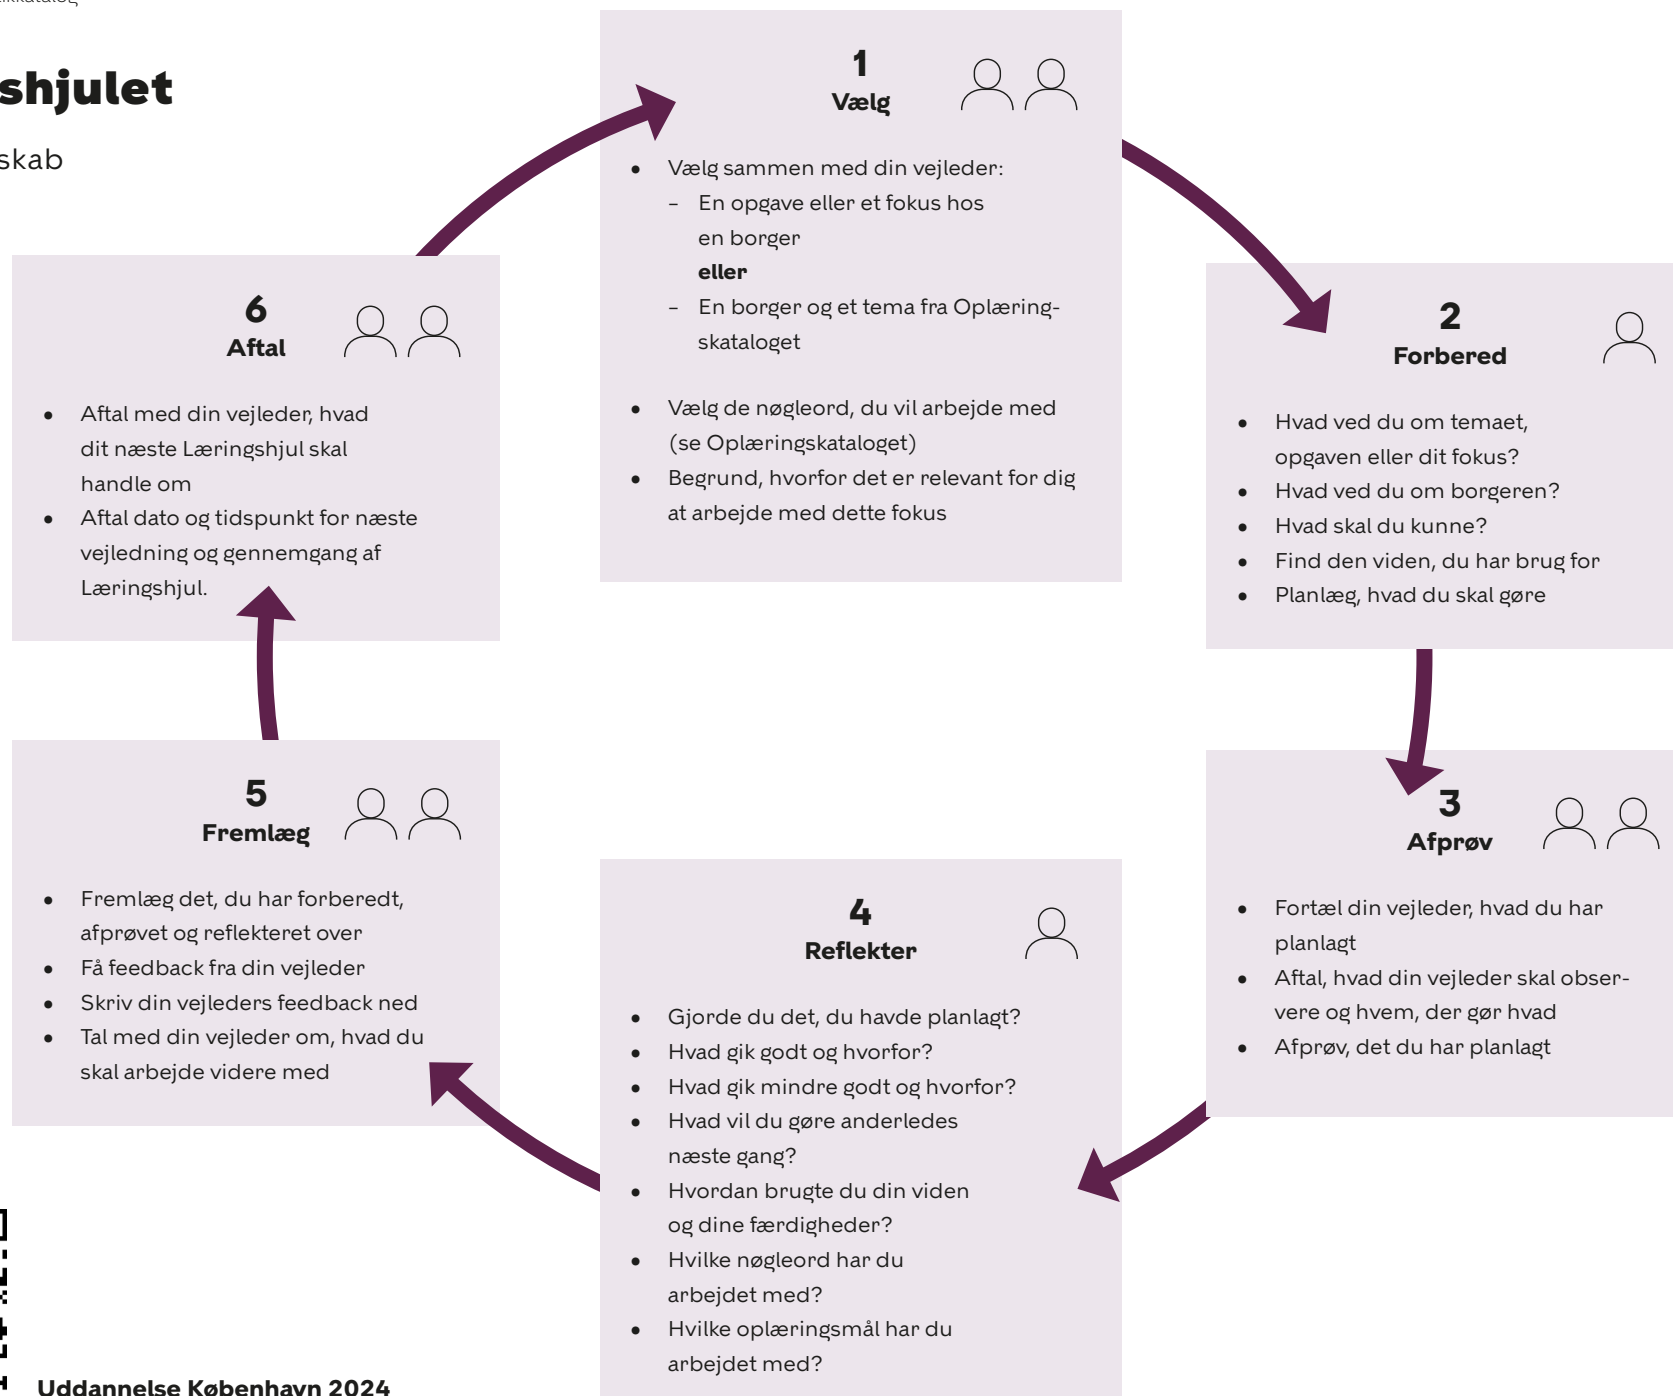 shjulet
skab
1
Vælg
• Vælg sammen med din vejleder:
– En opgave eller et fokus hos
en borger
eller
– En borger og et tema fra Oplæring-
skataloget
• Vælg de nøgleord, du vil arbejde med
(se Oplæringskataloget)
• Begrund, hvorfor det er relevant for dig
at arbejde med dette fokus
2
Forbered
• Hvad ved du om temaet,
opgaven eller dit fokus?
• Hvad ved du om borgeren?
• Hvad skal du kunne?
• Find den viden, du har brug for
• Planlæg, hvad du skal gøre
3
Afprøv
• Fortæl din vejleder, hvad du har
planlagt
• Aftal, hvad din vejleder skal obser-
vere og hvem, der gør hvad
• Afprøv, det du har planlagt
4
Reflekter
• Gjorde du det, du havde planlagt?
• Hvad gik godt og hvorfor?
• Hvad gik mindre godt og hvorfor?
• Hvad vil du gøre anderledes
næste gang?
• Hvordan brugte du din viden
og dine færdigheder?
• Hvilke nøgleord har du
arbejdet med?
• Hvilke oplæringsmål har du
arbejdet med?
5
Fremlæg
• Fremlæg det, du har forberedt,
afprøvet og reflekteret over
• Få feedback fra din vejleder
• Skriv din vejleders feedback ned
• Tal med din vejleder om, hvad du
skal arbejde videre med
6
Aftal
• Aftal med din vejleder, hvad
dit næste Læringshjul skal
handle om
• Aftal dato og tidspunkt for næste
vejledning og gennemgang af
Læringshjul.
Uddannelse København 2024